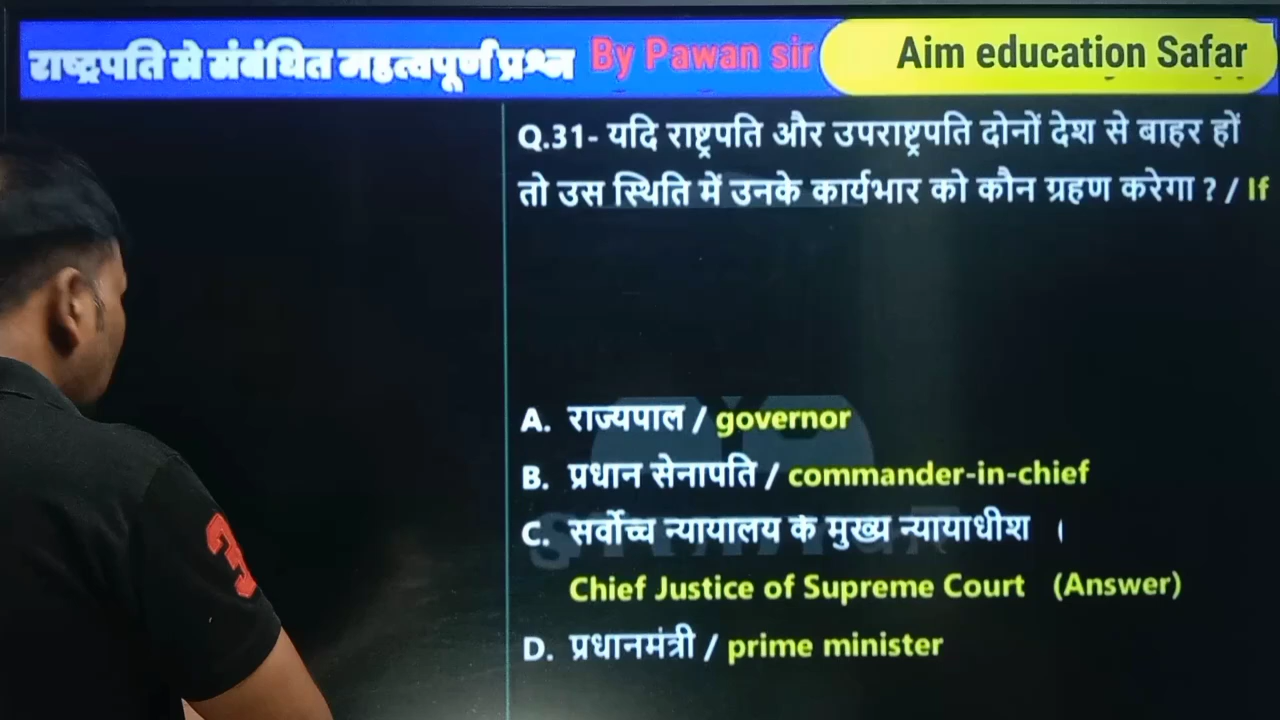 राष्ट्रपति से संबंधित महत्वपूर्ण प्रश्न By Pawan sir Aim education Safar
Q.31- यदि राष्ट्रपति और उपराष्ट्रपति दोनों देश से बाहर हों
तो उस स्थिति में उनके कार्यभार को कौन ग्रहण करेगा ? / If
A. राज्यपाल / governor
B. प्रधान सेनापति / commander-in-chief
C. सर्वोच्च न्यायालय के मुख्य न्यायाधीश ।
Chief Justice of Supreme Court (Answer)
D. प्रधानमंत्री / prime minister
3